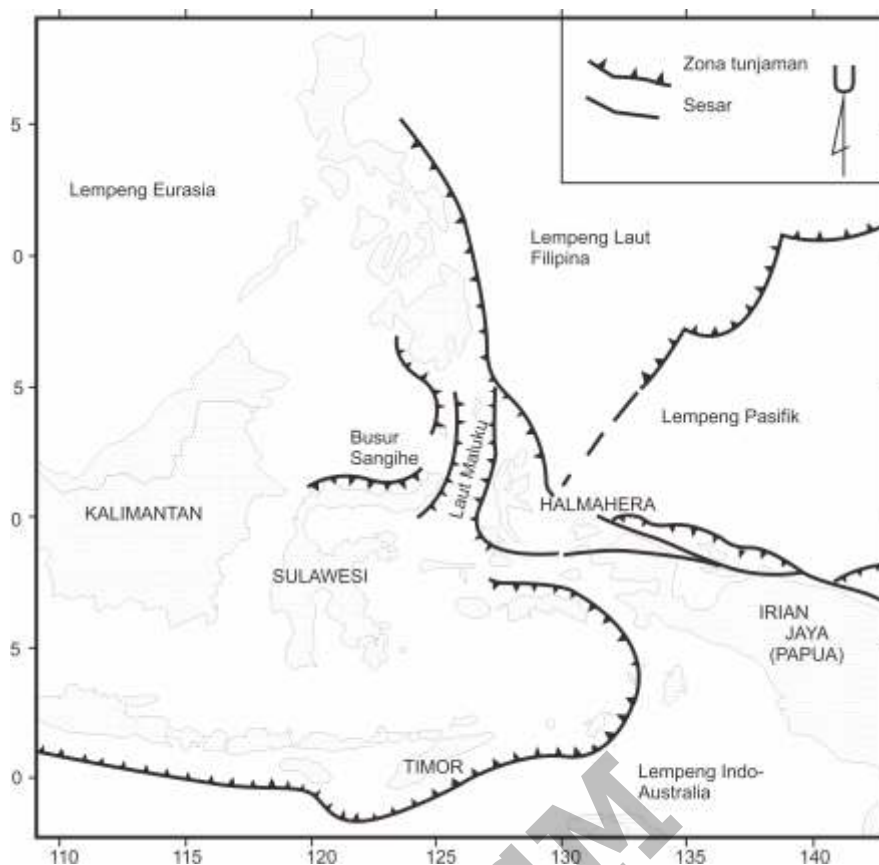 Zona tunjaman
Sesar
U
Lempeng Eurasia
Lempeng Laut
Filipina
Lempeng Pasifik
Busur
Sangihe
Laut Maluku
KALIMANTAN
HALMAHERA
SULAWESI
IRIAN
JAYA
(PAPUA)
TIMOR
Lempeng Indo-
Australia
5
0
5
0
5
0
110
115
120
125
130
135
140
M